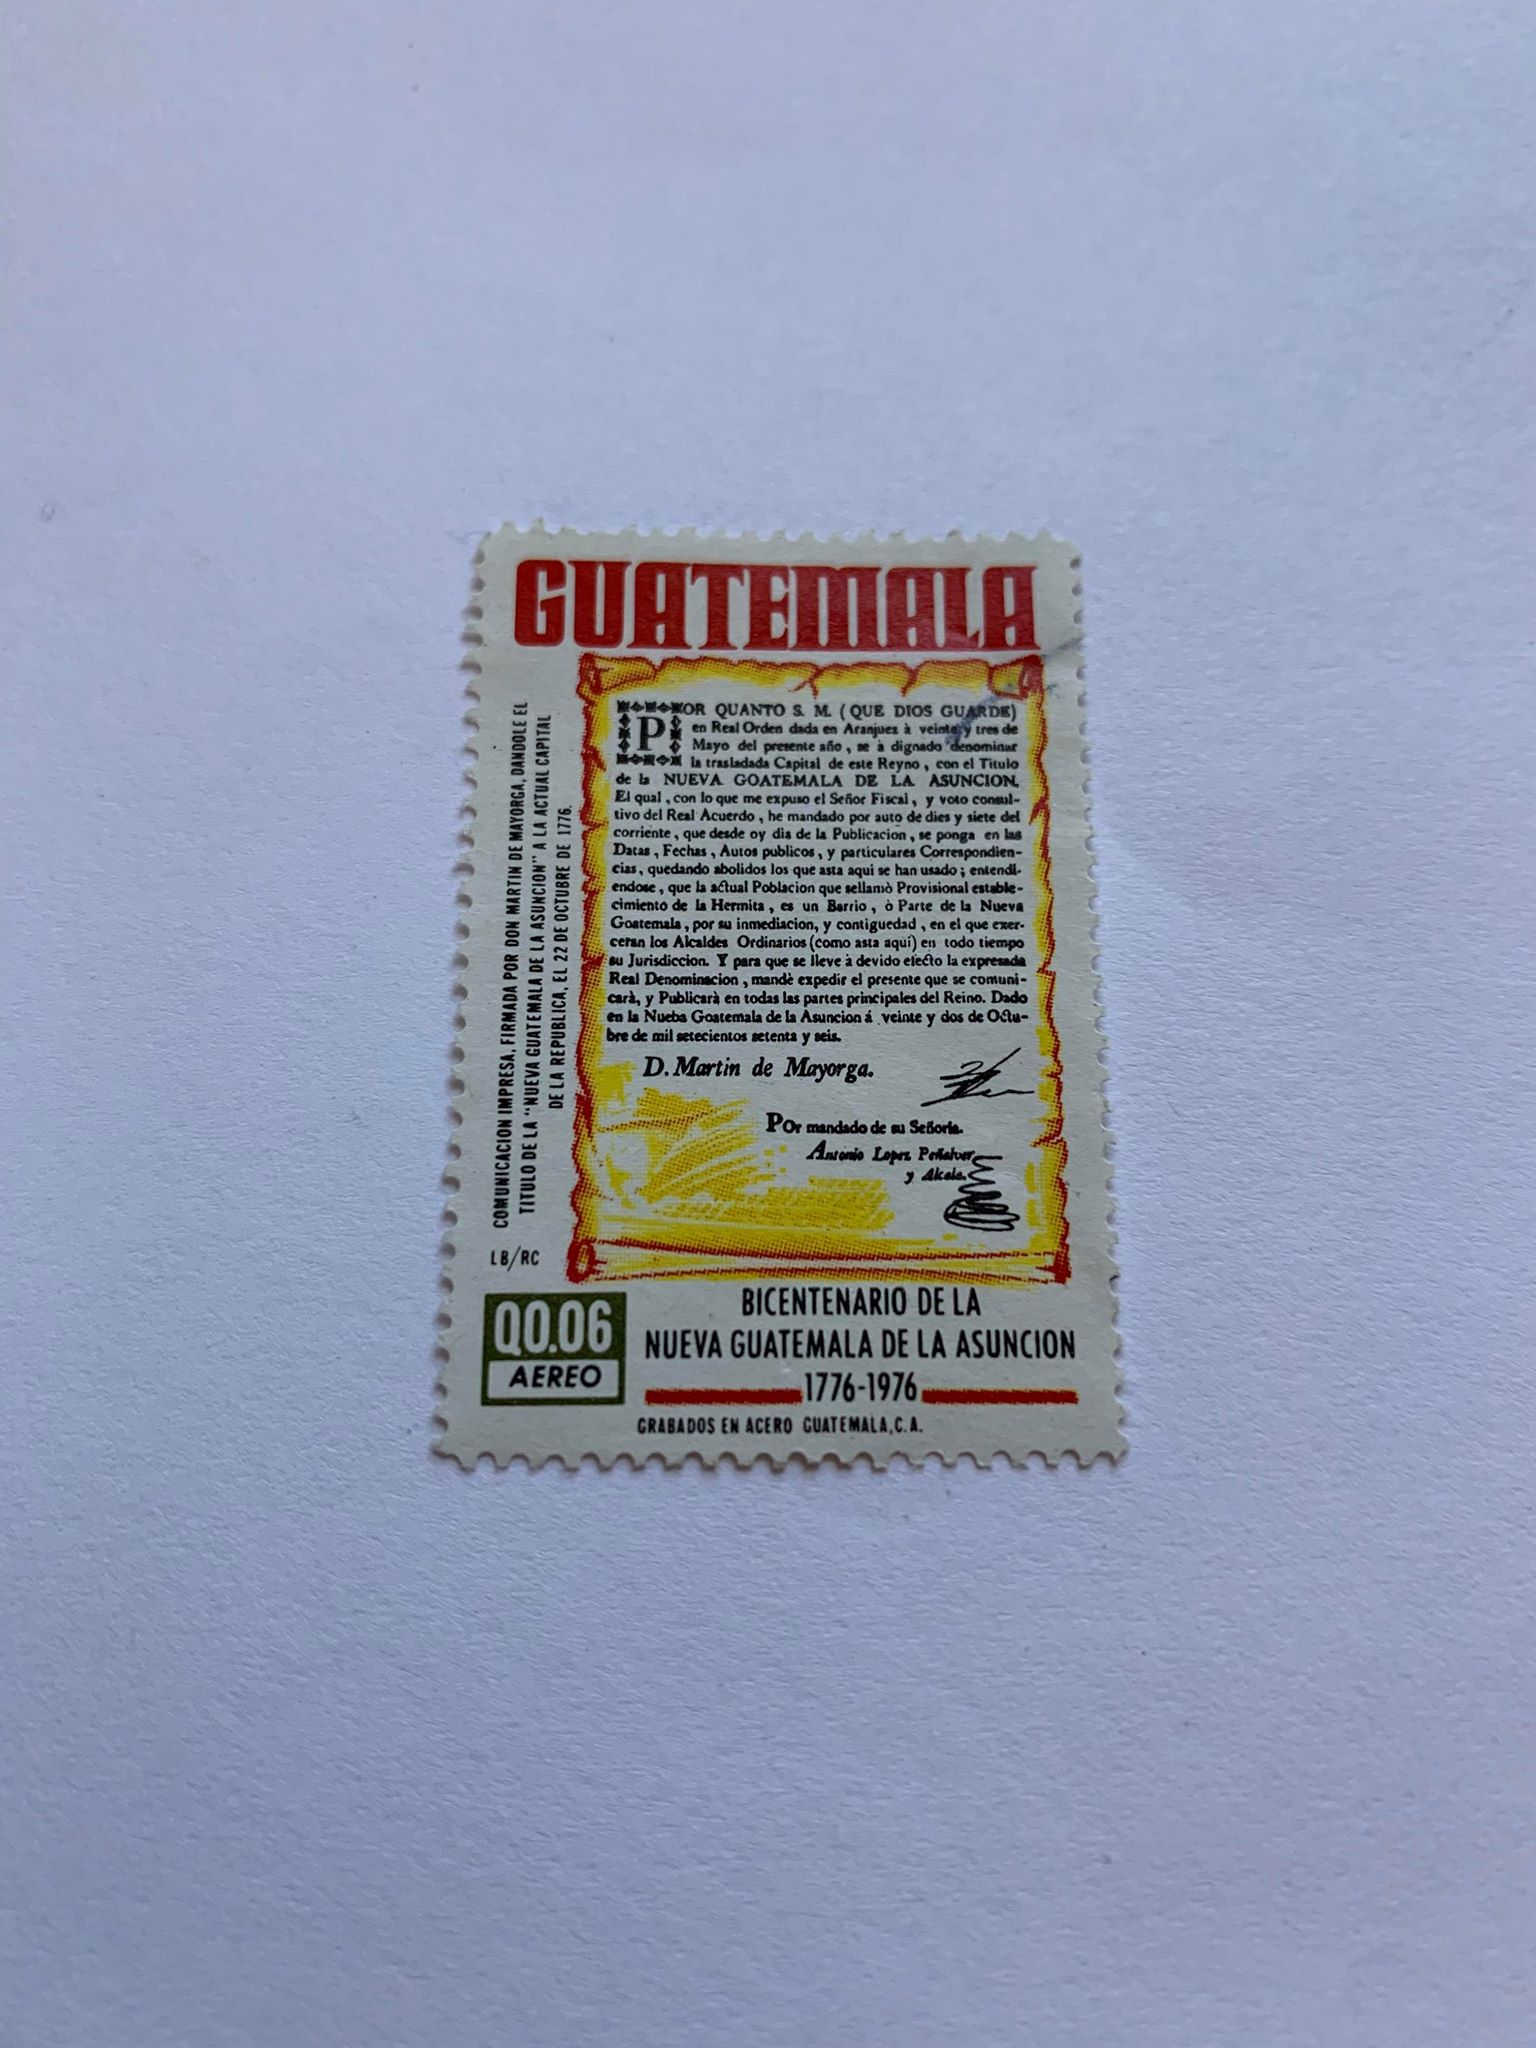 GUATEMALA
COMUNICACION IMPRESA, FIRMADA POR DON MARTIN DE MAYORGA, DANDOLE EL
TITULO DE LA "NUEVA GUATEMALA DE LA ASUNCION" A LA ACTUAL CAPITAL
DE LA REPUBLICA, EL 22 DE OCTUBRE DE 1776.
LB/RC
POR QUANTO S. M. (QUE DIOS GUARDE)
en Real Orden dada en Aranjuez à veinte y tres de
Mayo del presente año, se à dignado denominar
la trasladada Capital de este Reyno, con el Titulo
de la NUEVA GOATEMALA DE LA ASUNCION.
El qual, con lo que me expuso el Señor Fiscal, y voto consul-
tivo del Real Acuerdo, he mandado por auto de dies y siete del
corriente, que desde oy dia de la Publicacion, se ponga en las
Datas, Fechas, Autos publicos, y particulares Correspondien-
cias, quedando abolidos los que asta aqui se han usado; entendi-
endose, que la actual Poblacion que sellamò Provisional estable-
cimiento de la Hermita, es un Barrio, ò Parte de la Nueva
Goatemala, por su inmediacion, y contiguedad, en el que exer-
ceran los Alcaldes Ordinarios (como asta aqui) en todo tiempo
su Jurisdiccion. Y para que se lleve à devido efecto la expresada
Real Denominacion, mandè expedir el presente que se comuni-
carà, y Publicarà en todas las partes principales del Reino. Dado
en la Nueba Goatemala de la Asuncion á veinte y dos de Octu-
bre de mil setecientos setenta y seis.
D. Martin de Mayorga.
POr mandado de su Señoria.
Antonio Lopez Peñalver
y Alcala.
Q0.06
AEREO
BICENTENARIO DE LA
NUEVA GUATEMALA DE LA ASUNCION
1776-1976
GRABADOS EN ACERO GUATEMALA, C.A.